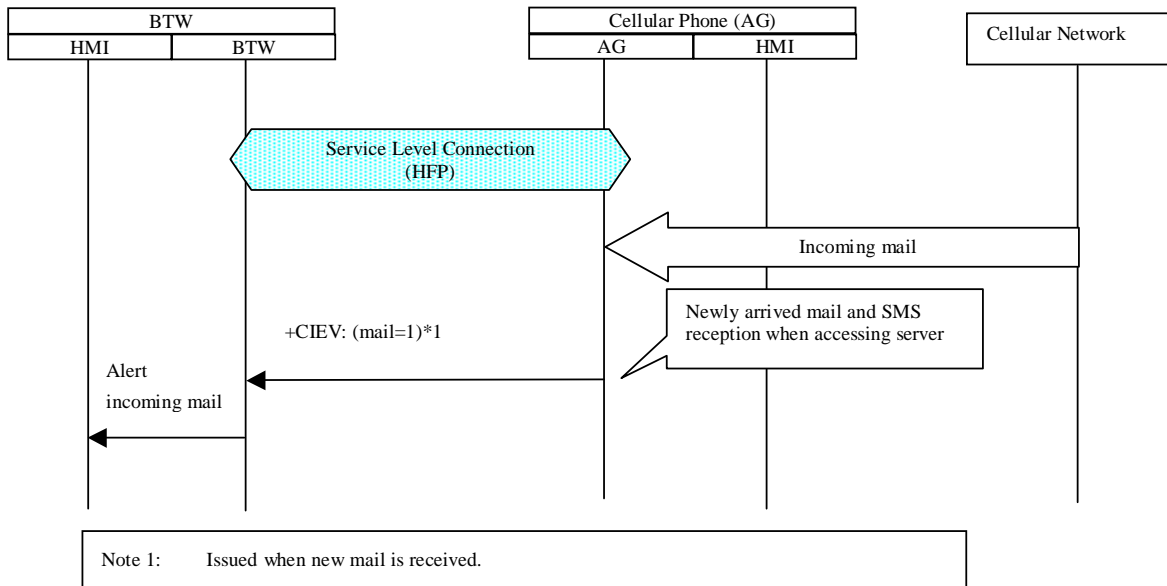 BTW
HMI
BTW
Cellular Phone (AG)
AG
HMI
Cellular Network
Service Level Connection
(HFP)
Incoming mail
Newly arrived mail and SMS
reception when accessing server
+CIEV: (mail=1)*1
Alert
incoming mail
Note 1: Issued when new mail is received.